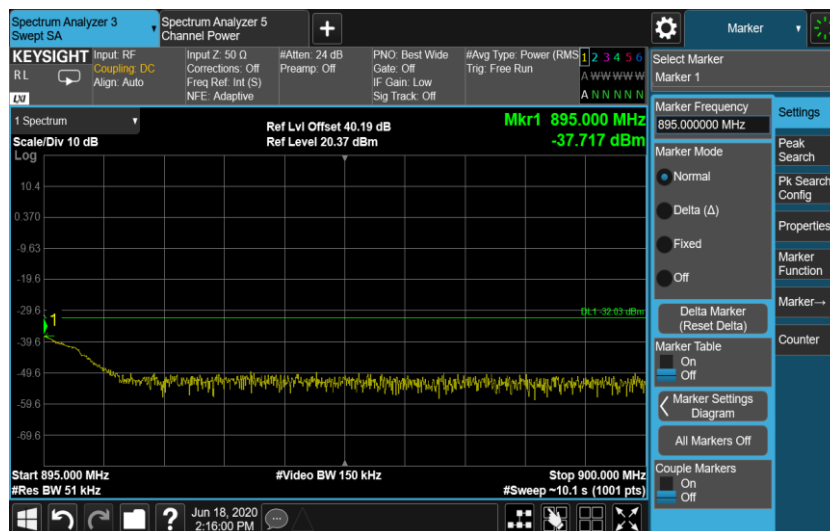 Spectrum Analyzer 3
Swept SA
Spectrum Analyzer 5
Channel Power
Marker
KEYSIGHT
RL
LXI
Input: RF
Coupling: DC
Align: Auto
Input Z: 50 Ω
Corrections: Off
Freq Ref: Int (S)
NFE: Adaptive
#Atten: 24 dB
Preamp: Off
PNO: Best Wide
Gate: Off
IF Gain: Low
Sig Track: Off
#Avg Type: Power (RMS
Trig: Free Run
1 2 3 4 5 6
A W W W W W
A N N N N N
Select Marker
Marker 1
1 Spectrum
Scale/Div 10 dB
Log
Ref Lvl Offset 40.19 dB
Ref Level 20.37 dBm
Mkr1 895.000 MHz
-37.717 dBm
10.4
0.370
-9.63
-19.6
-29.6
-39.6
-49.6
-59.6
-69.6
1
DL1 -32.03 dBm
Start 895.000 MHz
#Res BW 51 kHz
#Video BW 150 kHz
Stop 900.000 MHz
#Sweep ~10.1 s (1001 pts)
Marker Frequency
895.000000 MHz
Marker Mode
Normal
Delta (Δ)
Fixed
Off
Delta Marker
(Reset Delta)
Marker Table
On
Off
Marker Settings
Diagram
All Markers Off
Couple Markers
On
Off
Settings
Peak
Search
Pk Search
Config
Properties
Marker
Function
Marker→
Counter
?
Jun 18, 2020
2:16:00 PM